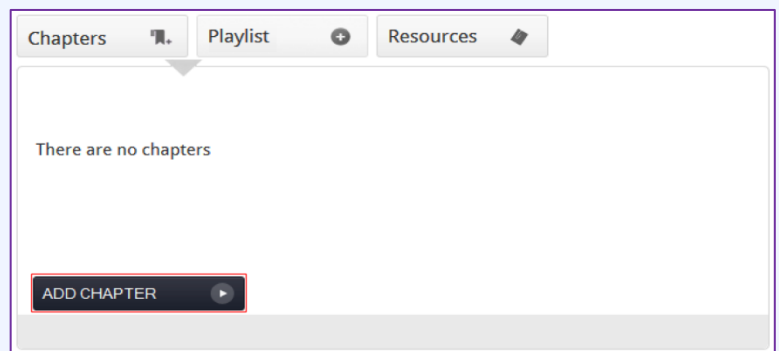 Chapters
Playlist
Resources
There are no chapters
ADD CHAPTER